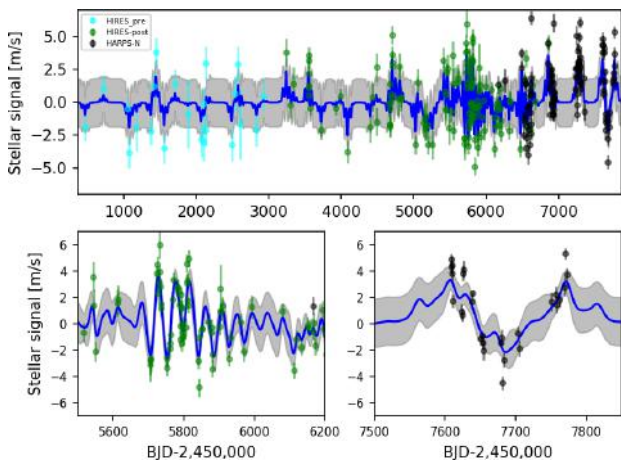 HIRES_pre
HIRES-post
HARPS-N
Stellar signal [m/s]
5.0
2.5
0.0
−2.5
−5.0
1000 2000 3000 4000 5000 6000 7000
Stellar signal [m/s]
6
4
2
0
−2
−4
−6
5600 5800 6000 6200
BJD-2,450,000
6
4
2
0
−2
−4
−6
7500 7600 7700 7800
BJD-2,450,000